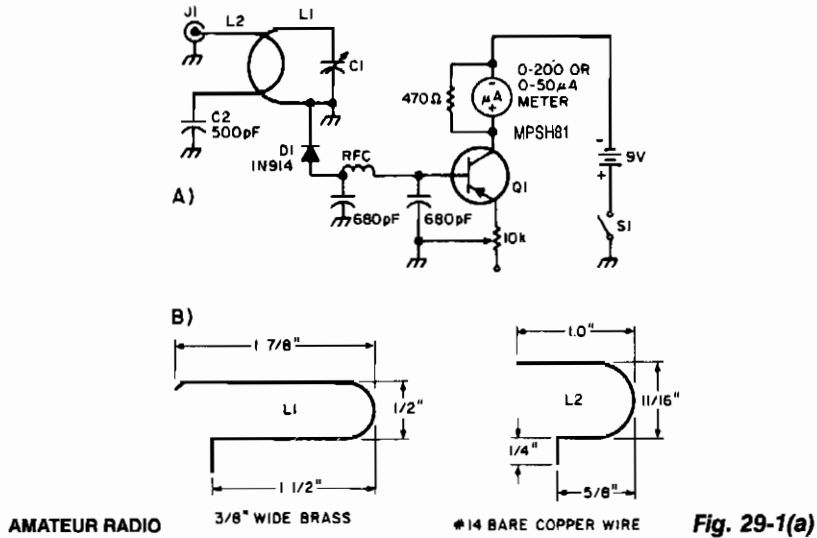 J1
L2
L1
C1
C2
500pF
D1
1N914
RFC
680pF
680pF
470Ω
-
μA
+
0-200 OR
0-50μA
METER
MPSH81
Q1
10k
-
9V
+
S1
A)
B)
1 7/8"
L1
1/2"
1 1/2"
3/8" WIDE BRASS
1.0"
L2
11/16"
1/4"
5/8"
#14 BARE COPPER WIRE
AMATEUR RADIO
Fig. 29-1(a)